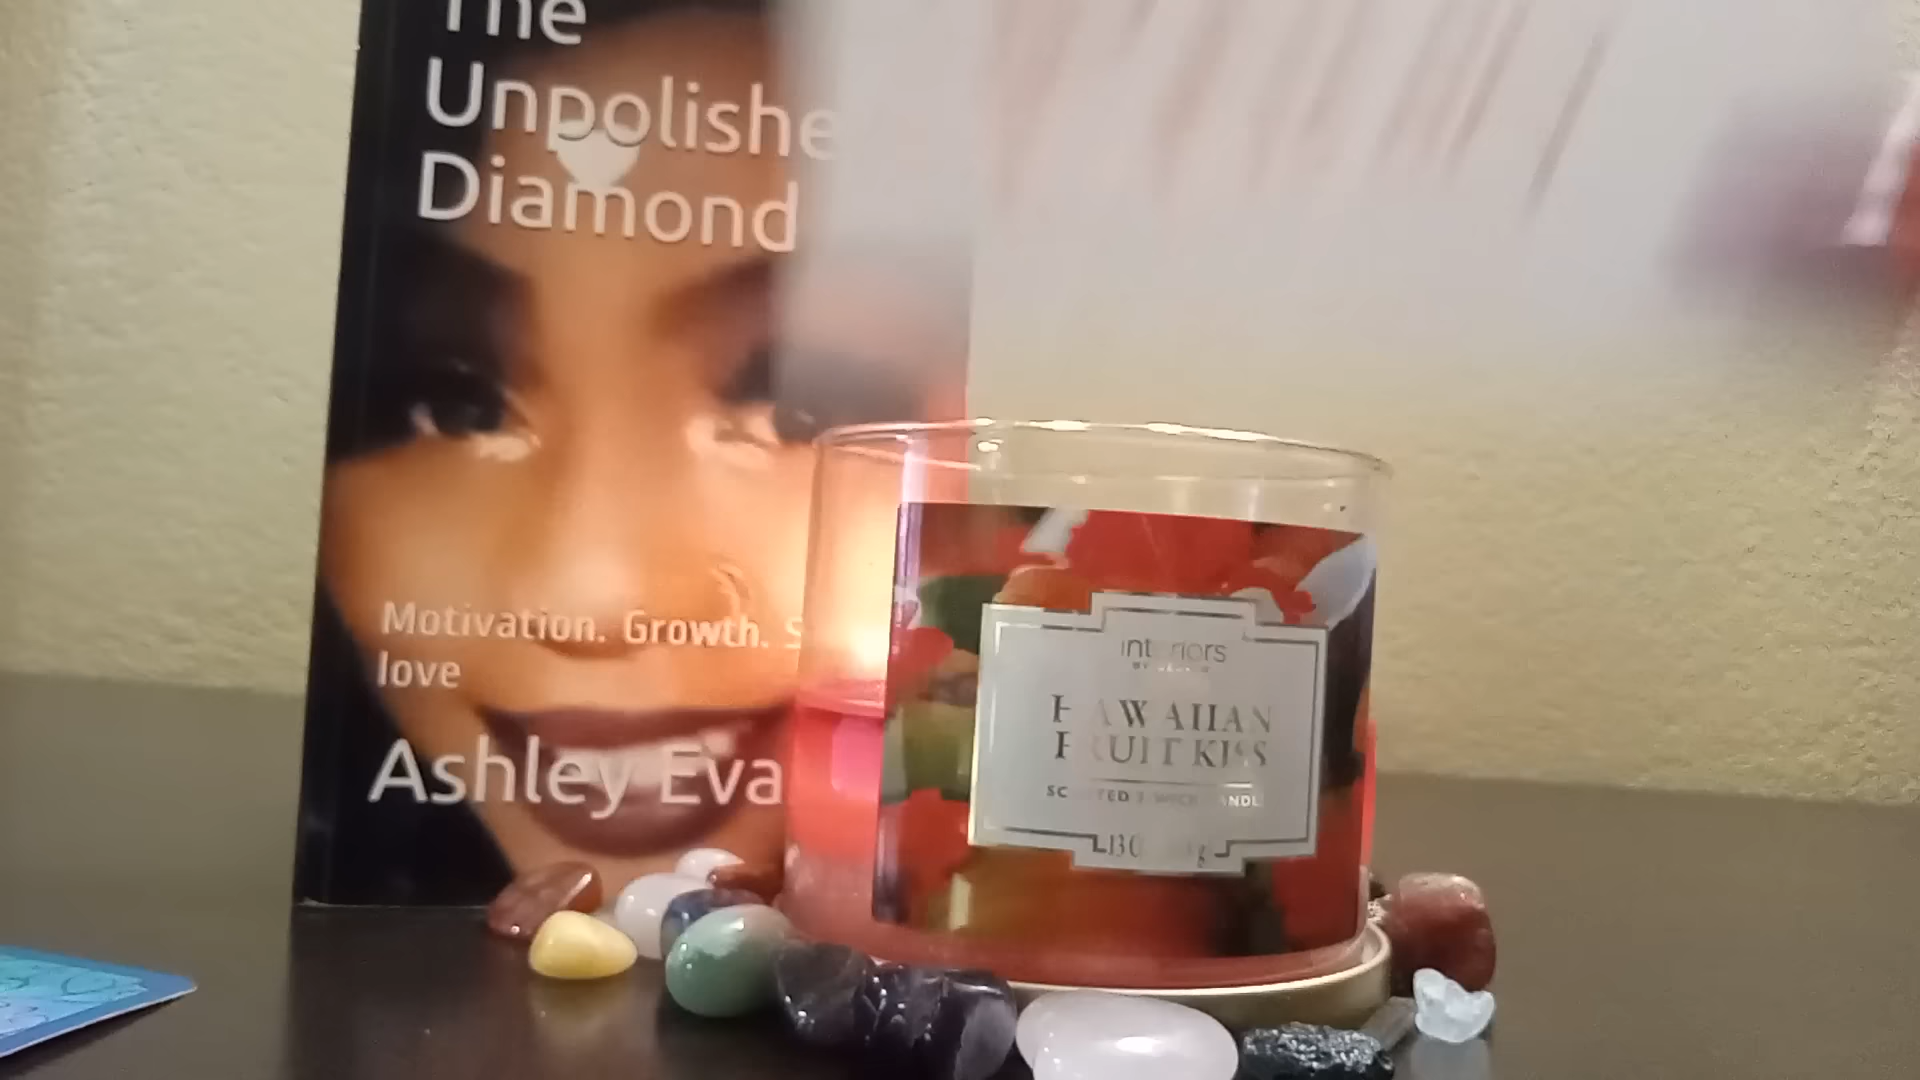 The
Unpolishe
Diamond
Motivation. Growth. S
love
Ashley Eva
interiors
HAWAIIAN
FRUIT KISS